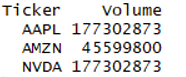 Ticker Volume
AAPL 177302873
AMZN 45599800
NVDA 177302873